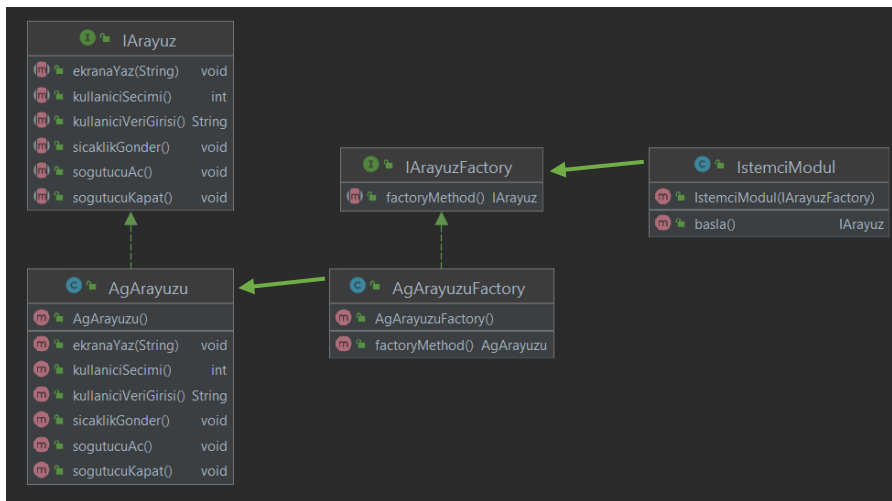 IArayuz
ekranaYaz(String) void
kullaniciSecimi() int
kullaniciVeriGirisi() String
sicaklikGonder() void
sogutucuAc() void
sogutucuKapat() void
IArayuzFactory
factoryMethod() IArayuz
IstemciModul
IstemciModul(IArayuzFactory)
basla() IArayuz
AgArayuzu
AgArayuzu()
ekranaYaz(String) void
kullaniciSecimi() int
kullaniciVeriGirisi() String
sicaklikGonder() void
sogutucuAc() void
sogutucuKapat() void
AgArayuzuFactory
AgArayuzuFactory()
factoryMethod() AgArayuzu